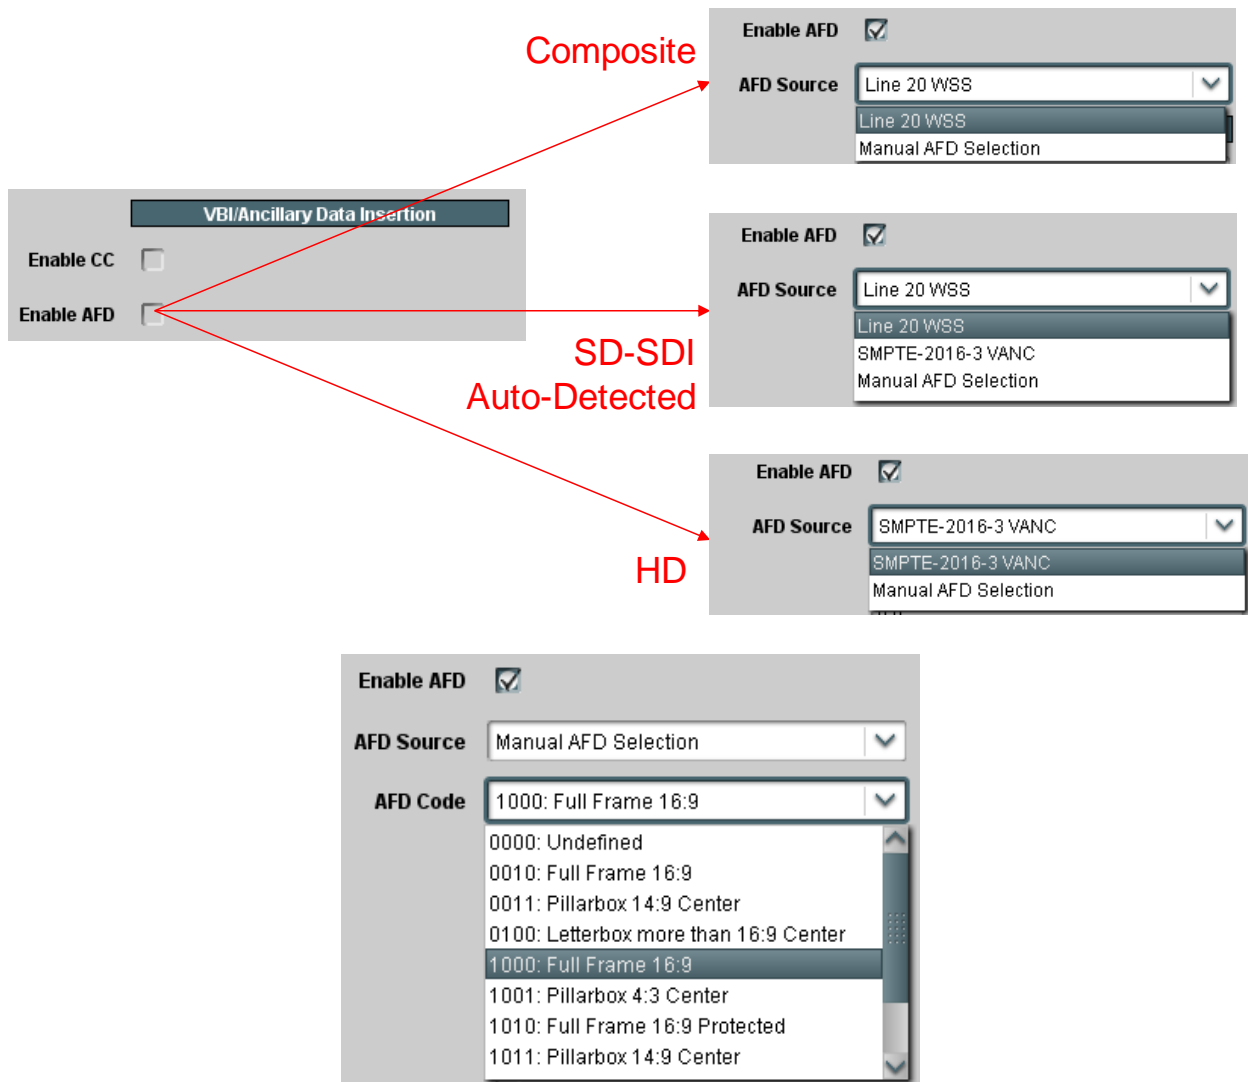 Composite
Enable AFD
AFD Source Line 20 WSS
Line 20 WSS
Manual AFD Selection
VBI/Ancillary Data Insertion
Enable CC
Enable AFD
Enable AFD
AFD Source Line 20 WSS
Line 20 WSS
SMPTE-2016-3 VANC
Manual AFD Selection
SD-SDI
Auto-Detected
Enable AFD
AFD Source SMPTE-2016-3 VANC
SMPTE-2016-3 VANC
Manual AFD Selection
HD
Enable AFD
AFD Source Manual AFD Selection
AFD Code 1000: Full Frame 16:9
0000: Undefined
0010: Full Frame 16:9
0011: Pillarbox 14:9 Center
0100: Letterbox more than 16:9 Center
1000: Full Frame 16:9
1001: Pillarbox 4:3 Center
1010: Full Frame 16:9 Protected
1011: Pillarbox 14:9 Center